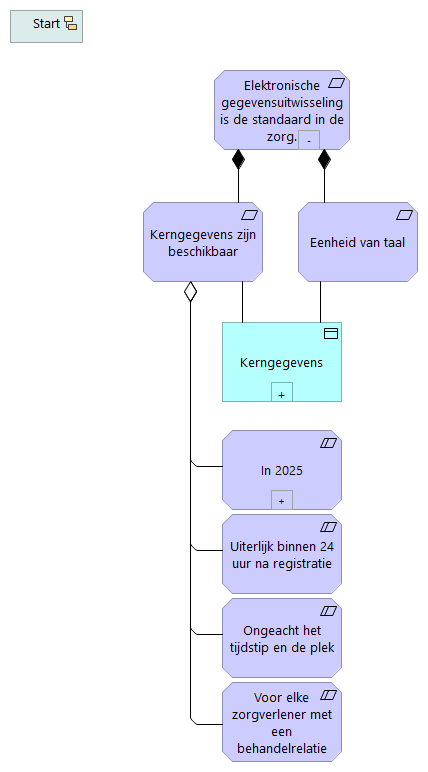 Start
Elektronische
gegevensuitwisseling
is de standaard in de
zorg.
-
Kerngegevens zijn
beschikbaar
Eenheid van taal
Kerngegevens
+
In 2025
+
Uiterlijk binnen 24
uur na registratie
Ongeacht het
tijdstip en de plek
Voor elke
zorgverlener met
een
behandelrelatie